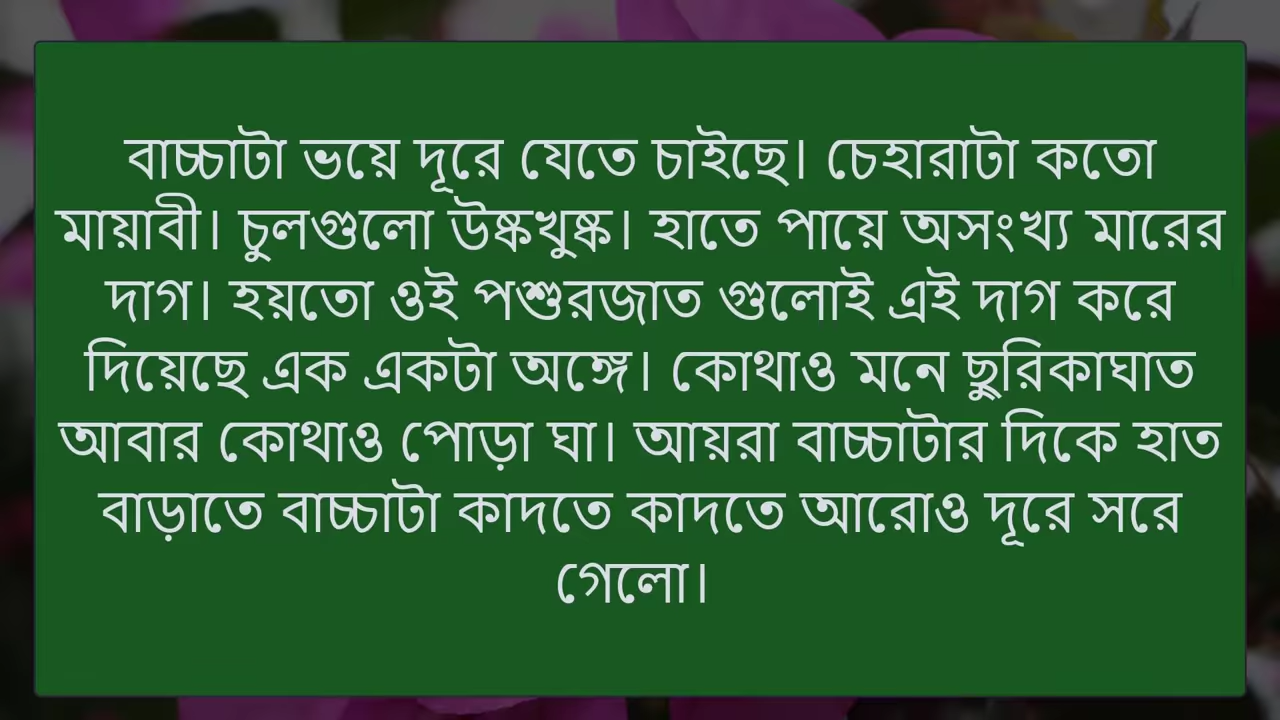 বাচ্চাটা ভয়ে দূরে যেতে চাইছে। চেহারাটা কতো
মায়াবী। চুলগুলো উষ্কখুষ্ক। হাতে পায়ে অসংখ্য মারের
দাগ। হয়তো ওই পশুরজাত গুলোই এই দাগ করে
দিয়েছে এক একটা অঙ্গে। কোথাও মনে ছুরিকাঘাত
আবার কোথাও পোড়া ঘা। আয়রা বাচ্চাটার দিকে হাত
বাড়াতে বাচ্চাটা কাদতে কাদতে আরোও দূরে সরে
গেলো।